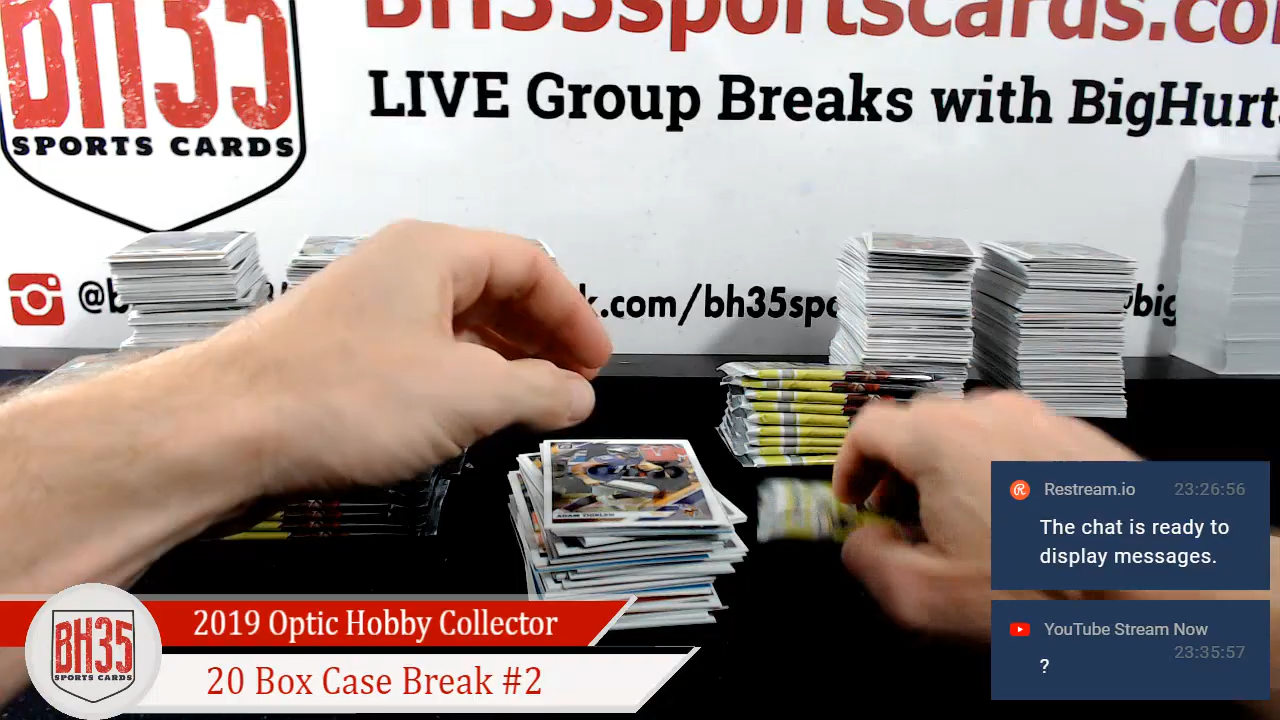 BH35
SPORTS CARDS
BH35sportscards.co
LIVE Group Breaks with BigHurt
@b
k.com/bh35spo
big
ADAM THIELEN
Restream.io 23:26:56
The chat is ready to
display messages.
YouTube Stream Now
23:35:57
?
BH35
SPORTS CARDS
2019 Optic Hobby Collector
20 Box Case Break #2